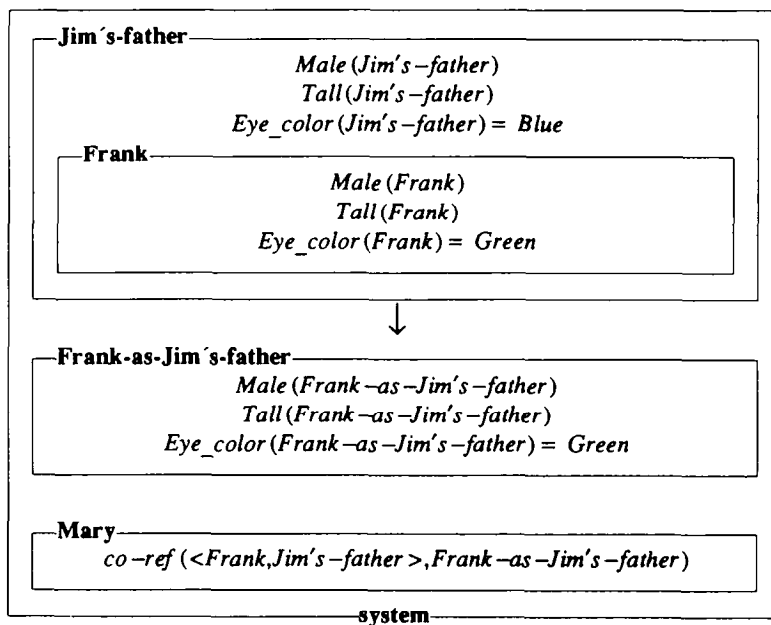 Jim´s-father
Male(Jim's-father)
Tall(Jim's-father)
Eye_color(Jim's-father) = Blue
Frank
Male(Frank)
Tall(Frank)
Eye_color(Frank) = Green
↓
Frank-as-Jim´s-father
Male(Frank-as-Jim's-father)
Tall(Frank-as-Jim's-father)
Eye_color(Frank-as-Jim's-father) = Green
Mary
co-ref (<Frank,Jim's-father>,Frank-as-Jim's-father)
system